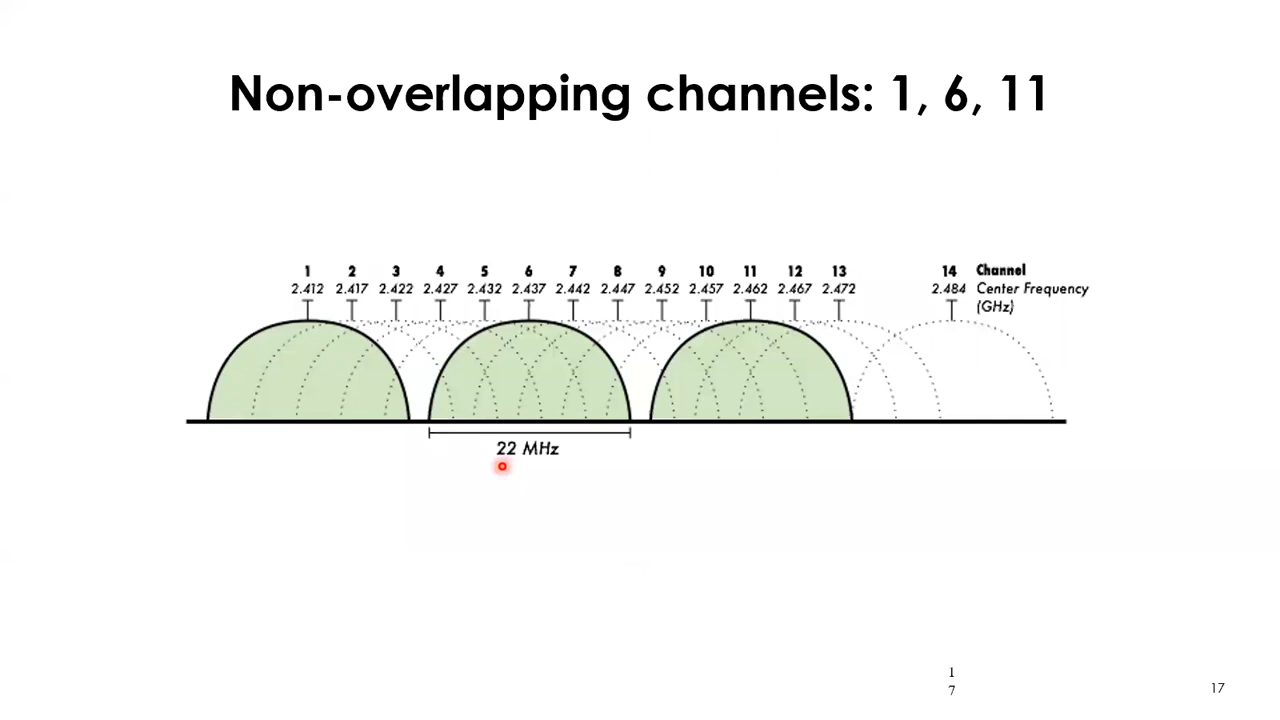 Non-overlapping channels: 1, 6, 11
1 2 3 4 5 6 7 8 9 10 11 12 13 14 Channel
2.412 2.417 2.422 2.427 2.432 2.437 2.442 2.447 2.452 2.457 2.462 2.467 2.472 2.484 Center Frequency
(GHz)
22 MHz
1
7
17